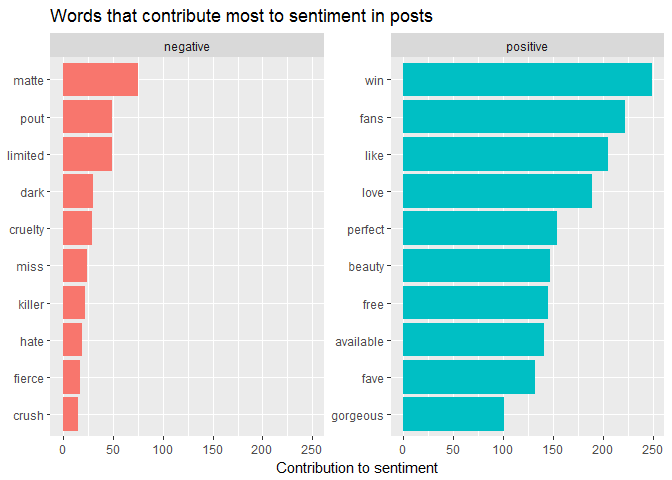 Words that contribute most to sentiment in posts
negative
positive
matte
pout
limited
dark
cruelty
miss
killer
hate
fierce
crush
win
fans
like
love
perfect
beauty
free
available
fave
gorgeous
0 50 100 150 200 250
0 50 100 150 200 250
Contribution to sentiment